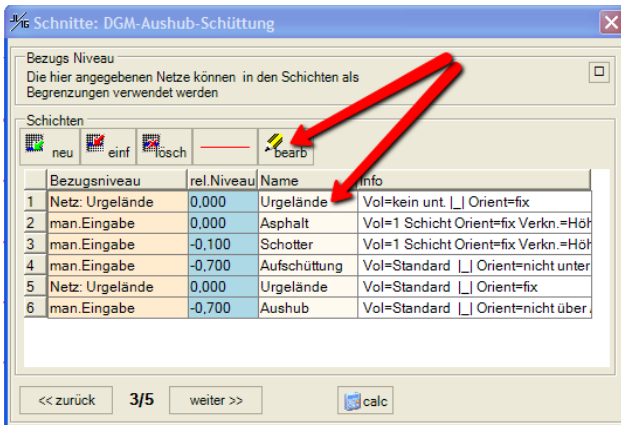 Schnitte: DGM-Aushub-Schüttung
Bezugs Niveau
Die hier angegebenen Netze können in den Schichten als
Begrenzungen verwendet werden
Schichten
neu einf lösch bearb
Bezugsniveau rel.Niveau Name Info
1 Netz: Urgelände 0,000 Urgelände Vol=kein unt. |_| Orient=fix
2 man.Eingabe 0,000 Asphalt Vol=1 Schicht Orient=fix Verkn.=Höh
3 man.Eingabe -0,100 Schotter Vol=1 Schicht Orient=fix Verkn.=Höh
4 man.Eingabe -0,700 Aufschüttung Vol=Standard |_| Orient=nicht unter
5 Netz: Urgelände 0,000 Urgelände Vol=Standard |_| Orient=fix
6 man.Eingabe -0,700 Aushub Vol=Standard |_| Orient=nicht über
<< zurück 3/5 weiter >> calc